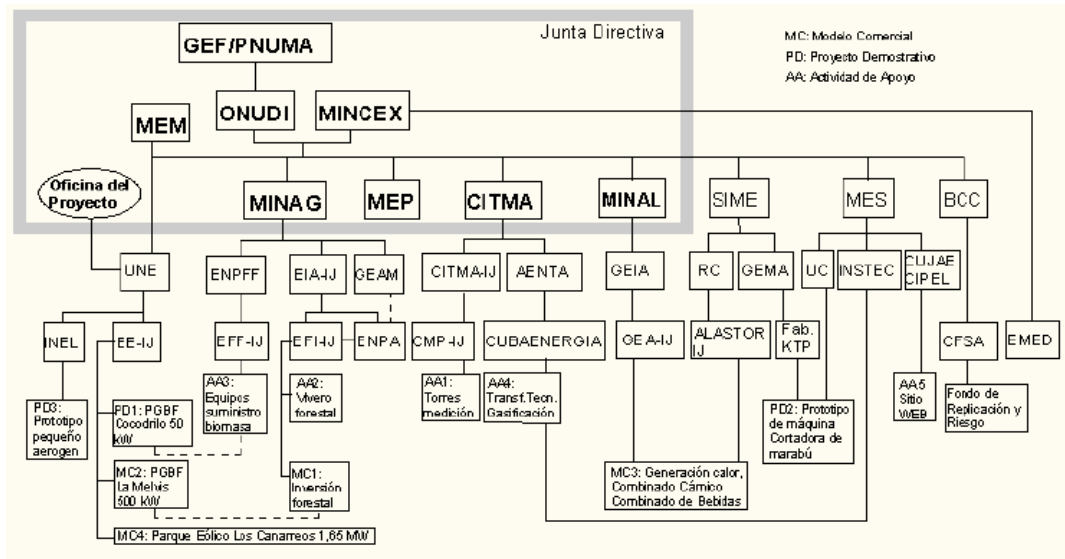 Junta Directiva
MC: Modelo Comercial
PD: Proyecto Demostrativo
AA: Actividad de Apoyo
GEF/PNUMA
ONUDI
MINCEX
MEM
Oficina del
Proyecto
MINAG
MEP
CITMA
MINAL
SIME
MES
BCC
UNE
ENPFF
EIA-IJ
GEAM
CITMA-IJ
AENTA
GEIA
RC
GEMA
UC
INSTEC
CUJAE
CIPEL
INEL
EE-IJ
EFF-IJ
EFI-IJ
ENPA
CMP-IJ
CUBAENERGIA
GEA-IJ
ALASTOR
IJ
Fab.
KTP
CFSA
EMED
PD3:
Prototipo
pequeño
aerogen
PD1: PGBF
Cocodrilo 50
kW
AA3:
Equipos
suministro
biomasa
AA2:
Vivero
forestal
AA1:
Torres
medición
AA4:
Transf.Tecn.
Gasificación
PD2: Prototipo
de máquina
Cortadora de
marabú
AA5
Sitio
WEB
Fondo de
Replicación y
Riesgo
MC2: PGBF
La Melvis
500 kW
MC1:
Inversión
forestal
MC3: Generación calor,
Combinado Cárnico
Combinado de Bebidas
MC4: Parque Eólico Los Canarreos 1,65 MW